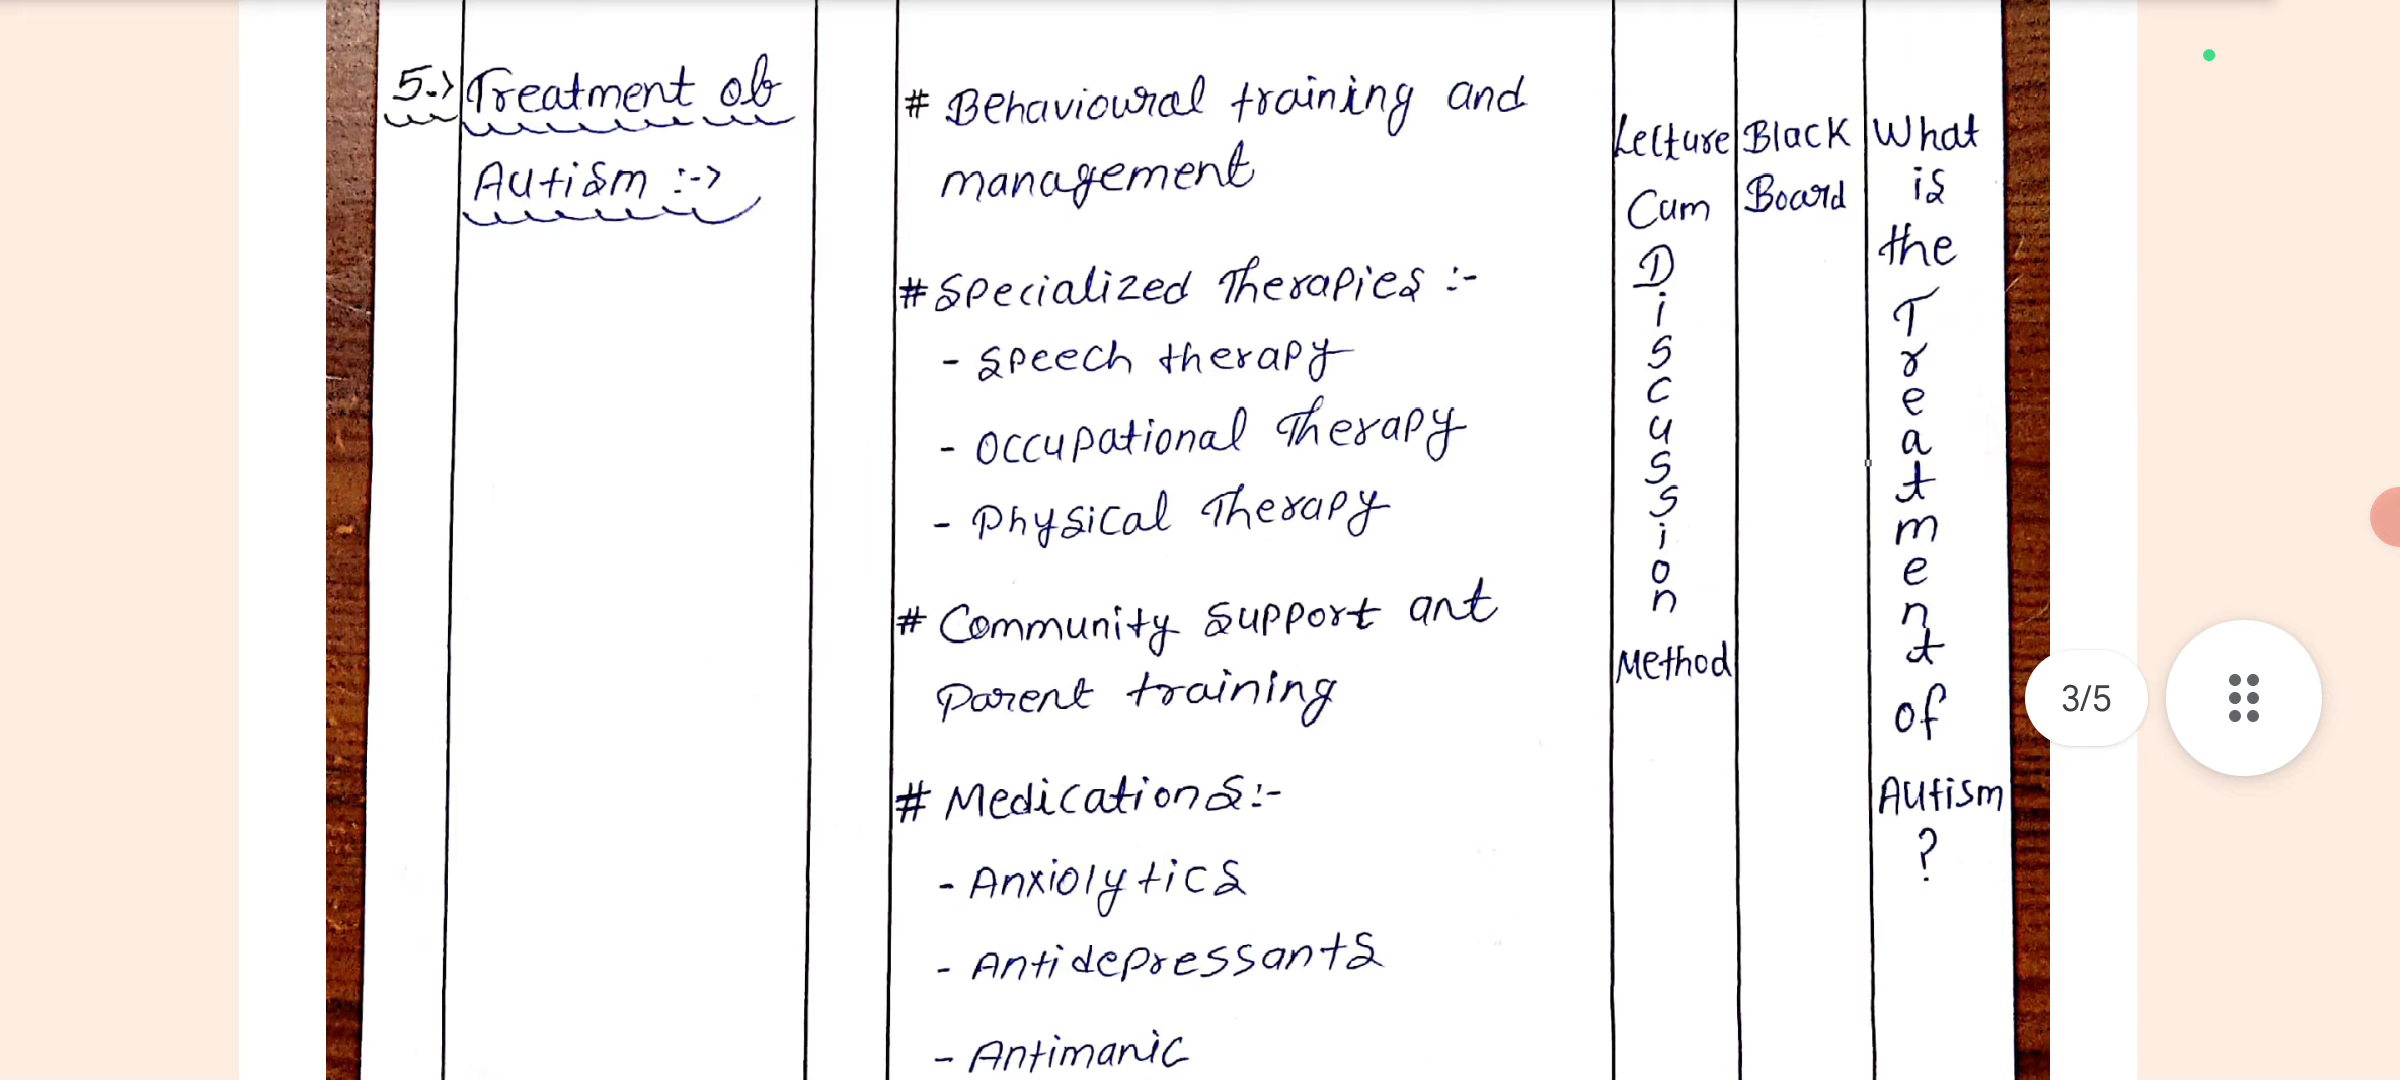 5.> Treatment of
Autism :->
# Behavioural training and
management
# Specialized Therapies :-
- Speech therapy
- Occupational Therapy
- Physical Therapy
# Community Support ant
Parent training
# Medications:-
- Anxiolytics
- Antidepressants
- Antimanic
Lecture
Cum
Discussion
Method
Black
Board
What
is
the
Treatment
of
Autism
?
3/5